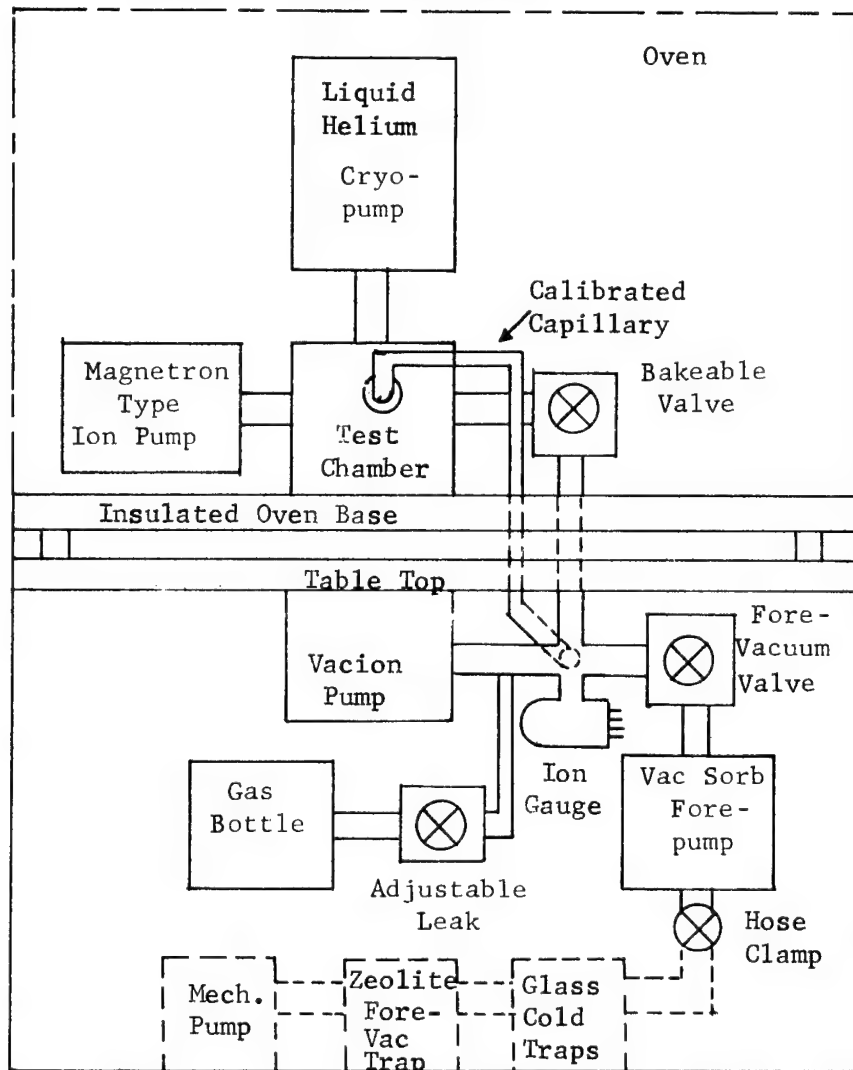 Oven
Liquid
Helium
Cryo-
pump
Calibrated
Capillary
Magnetron
Type
Ion Pump
Test
Chamber
Bakeable
Valve
Insulated Oven Base
Table Top
Vacion
Pump
Fore-
Vacuum
Valve
Ion
Gauge
Gas
Bottle
Adjustable
Leak
Vac Sorb
Fore-
pump
Hose
Clamp
Mech.
Pump
Zeolite
Fore-
Vac
Trap
Glass
Cold
Traps